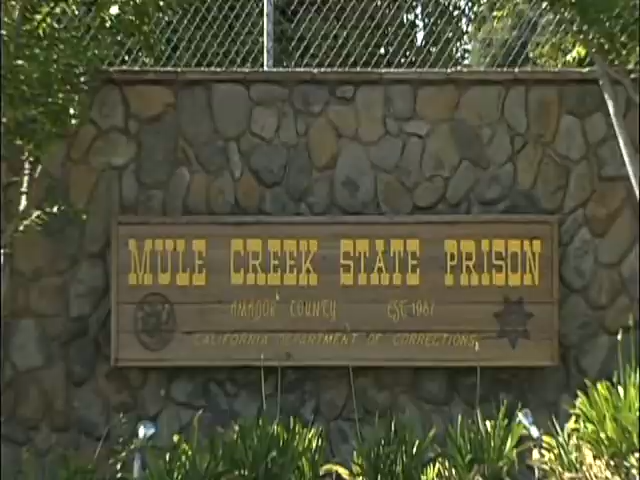 MULE CREEK STATE PRISON
AMADOR COUNTY EST 1987
CALIFORNIA DEPARTMENT OF CORRECTIONS